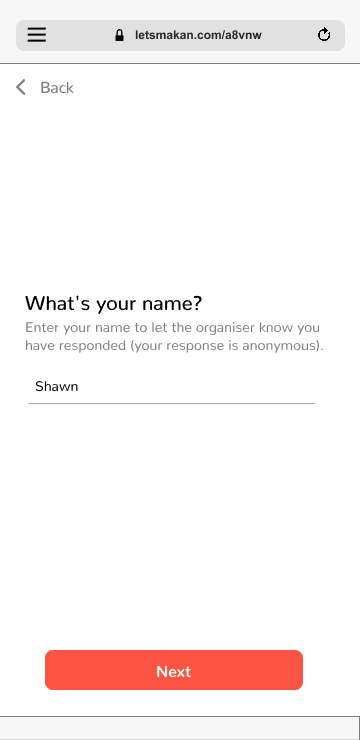 letsmakan.com/a8vnw
Back
What's your name?
Enter your name to let the organiser know you
have responded (your response is anonymous).
Shawn
Next